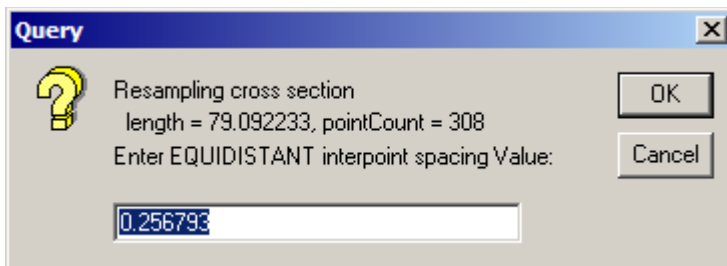 Query
Resampling cross section
length = 79.092233, pointCount = 308
Enter EQUIDISTANT interpoint spacing Value:
OK
Cancel
0.256793